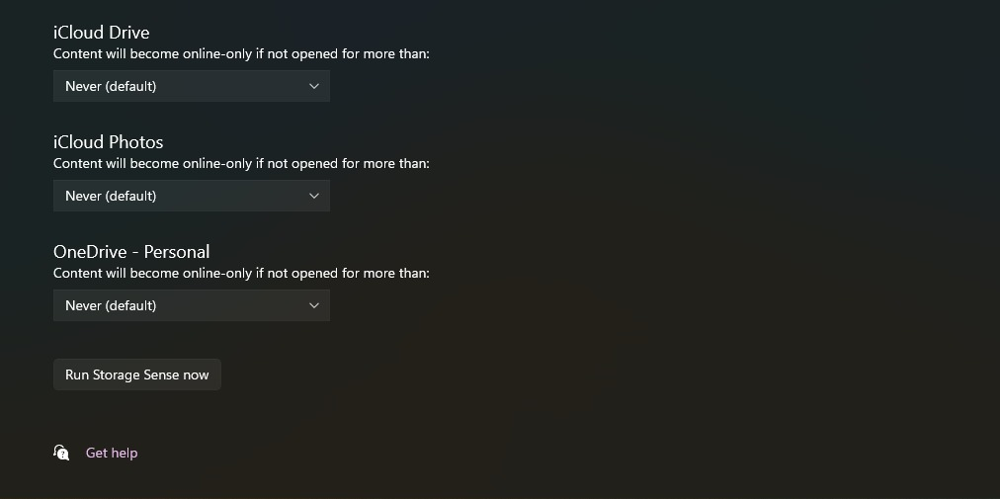 iCloud Drive
Content will become online-only if not opened for more than:
Never (default)
iCloud Photos
Content will become online-only if not opened for more than:
Never (default)
OneDrive - Personal
Content will become online-only if not opened for more than:
Never (default)
Run Storage Sense now
Get help